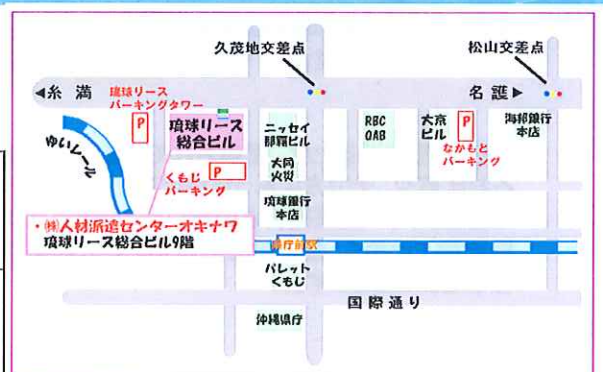 久茂地交差点
松山交差点
◀糸 満
名 護▶
琉球リース
パーキングタワー
P
琉球リース
総合ビル
ニッセイ
那覇ビル
RBC
QAB
大京
ビル
P
なかもと
パーキング
海邦銀行
本店
ゆいレール
くもじ
パーキング
P
大同
火災
琉球銀行
本店
・㈱人材派遣センターオキナワ
琉球リース総合ビル9階
県庁前駅
パレット
くもじ
国 際 通 り
沖縄県庁